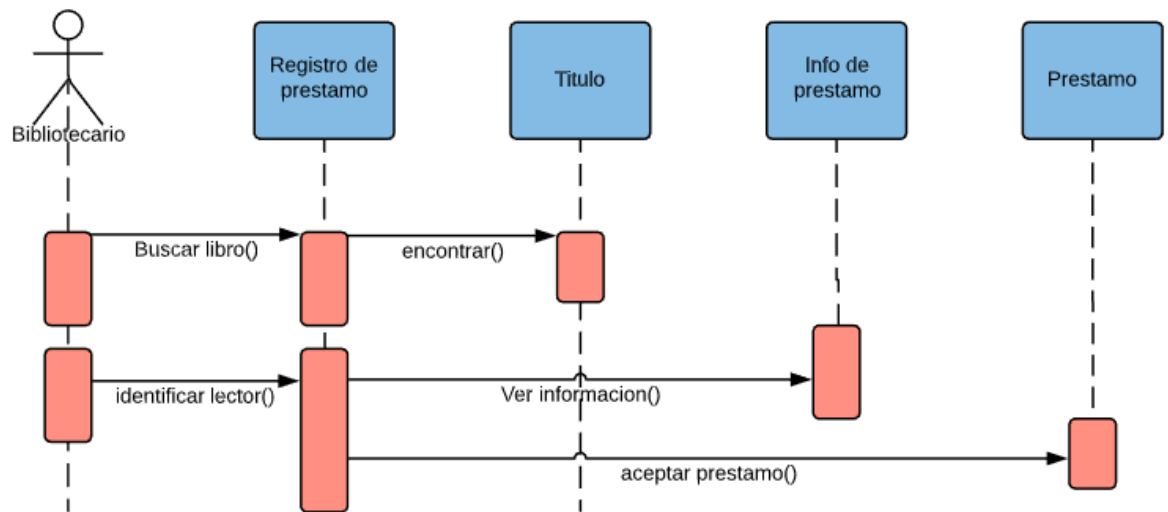 Registro de
prestamo
Titulo
Info de
prestamo
Prestamo
Bibliotecario
Buscar libro()
encontrar()
identificar lector()
Ver informacion()
aceptar prestamo()